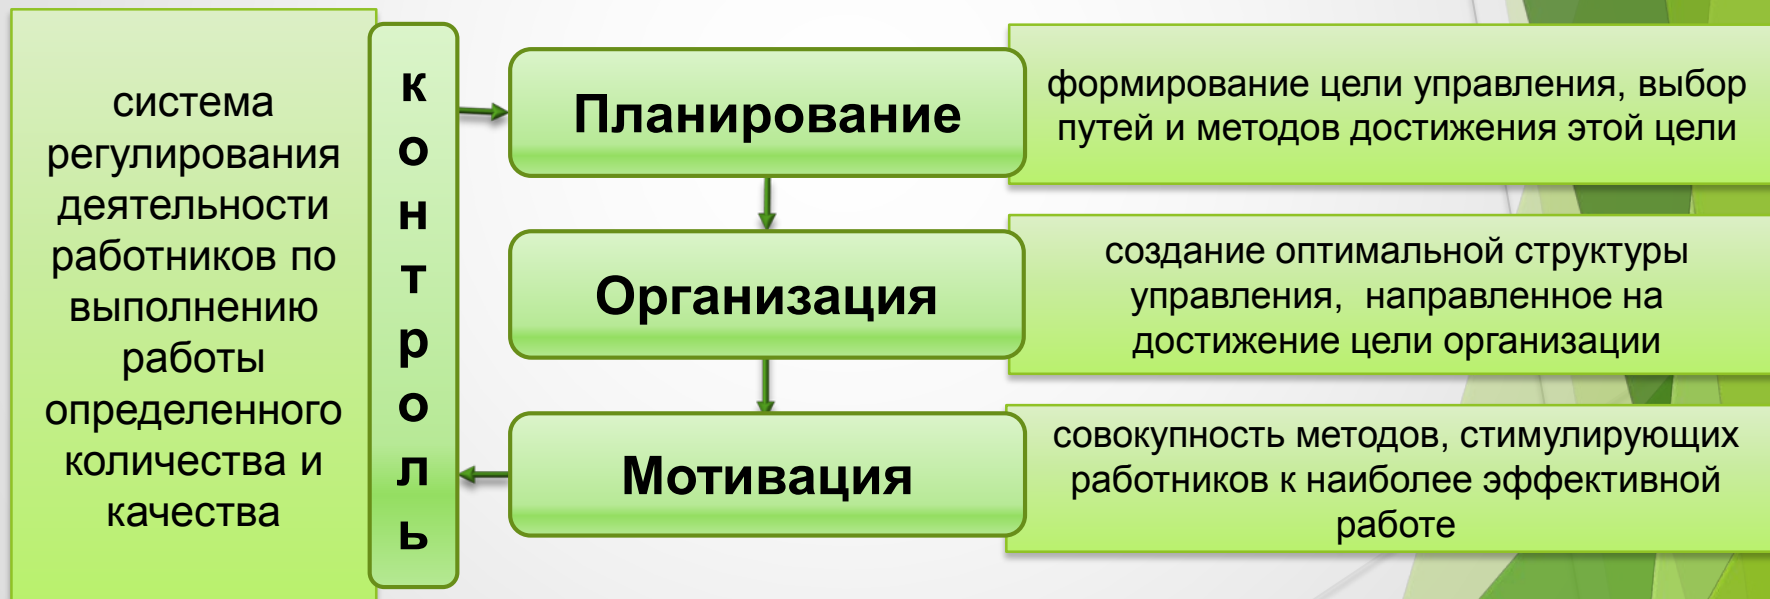 система
регулирования
деятельности
работников по
выполнению
работы
определенного
количества и
качества
контроль
Планирование
формирование цели управления, выбор
путей и методов достижения этой цели
Организация
создание оптимальной структуры
управления, направленное на
достижение цели организации
Мотивация
совокупность методов, стимулирующих
работников к наиболее эффективной
работе